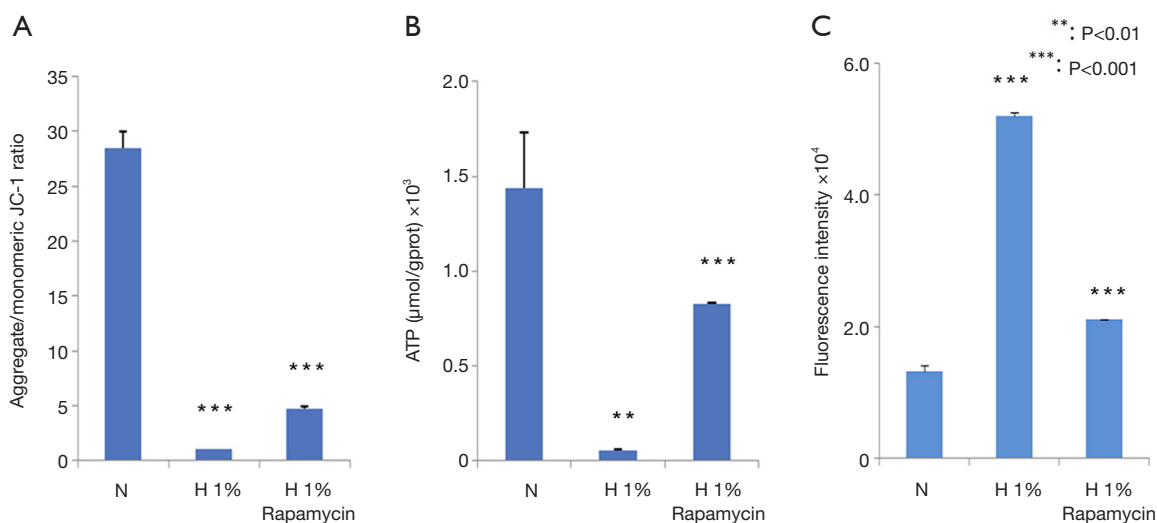 A
Aggregate/monomeric JC-1 ratio
35
30
25
20
15
10
5
0
***
***
N
H 1%
H 1%
Rapamycin
B
ATP (μmol/gprot) ×10³
2.0
1.5
1.0
0.5
0
**
***
N
H 1%
H 1%
Rapamycin
C
**: P<0.01
***: P<0.001
Fluorescence intensity ×10⁴
6.0
4.0
2.0
0
***
***
N
H 1%
H 1%
Rapamycin